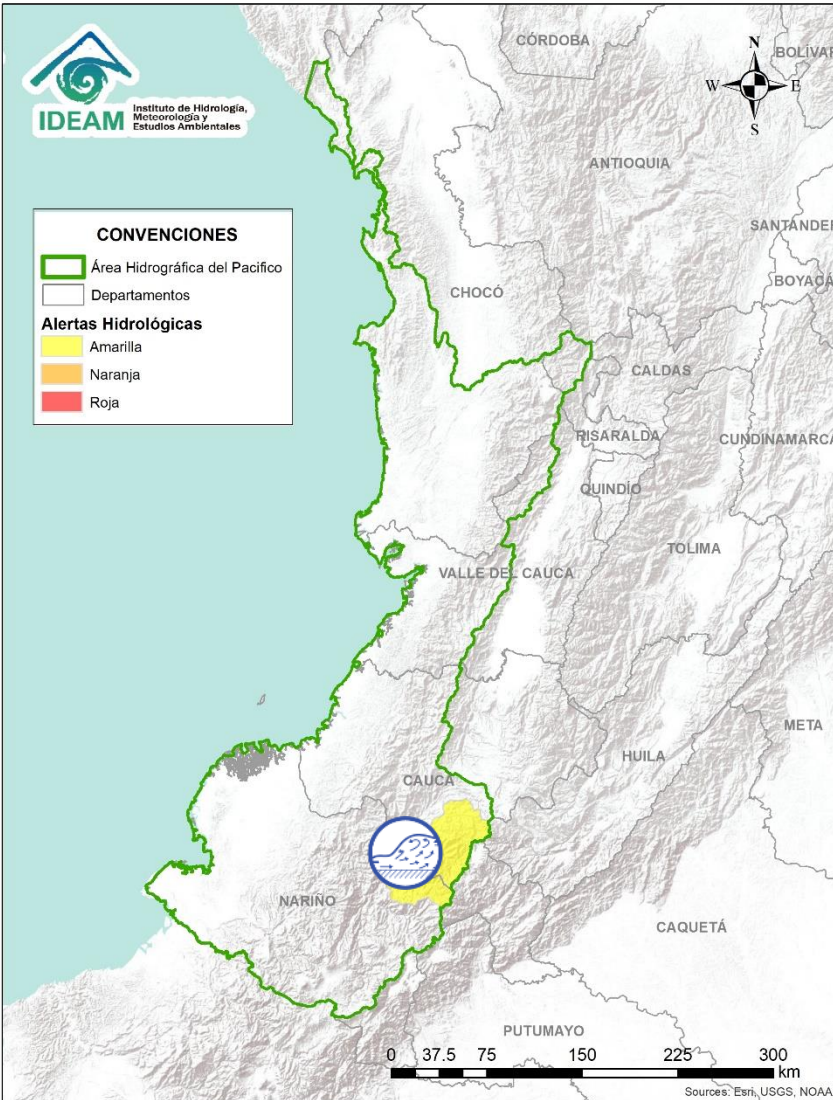 IDEAM
Instituto de Hidrología,
Meteorología y
Estudios Ambientales
N
W
E
S
CÓRDOBA
BOLÍVAR
ANTIOQUIA
SANTANDER
BOYACÁ
CONVENCIONES
Área Hidrográfica del Pacifico
Departamentos
Alertas Hidrológicas
Amarilla
Naranja
Roja
CHOCÓ
CALDAS
RISARALDA
CUNDINAMARCA
QUINDÍO
TOLIMA
VALLE DEL CAUCA
META
HUILA
CAUCA
NARIÑO
CAQUETÁ
PUTUMAYO
0 37.5 75 150 225 300
km
Sources: Esri, USGS, NOAA